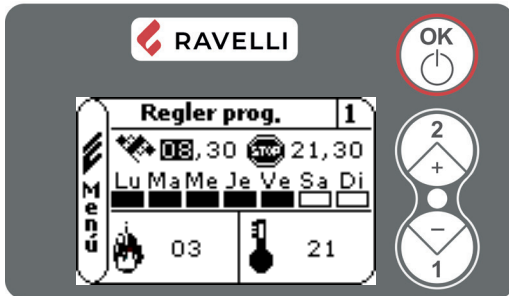 RAVELLI
OK
Regler prog. 1
08,30 STOP 21,30
Lu Ma Me Je Ve Sa Di
Menú
03 21
2
+
−
1